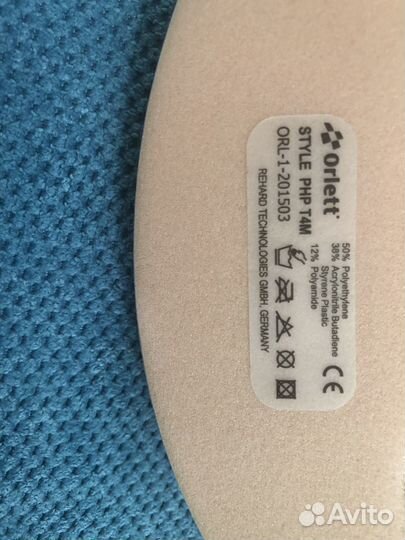 Orlett®
STYLE PHP T4M
ORL-1-201503
50% Polyethylene
38% Acrylonitrile Butadiene
Styrene Plastic
12% Polyamide
CE
REHARD TECHNOLOGIES GMBH, GERMANY
Avito